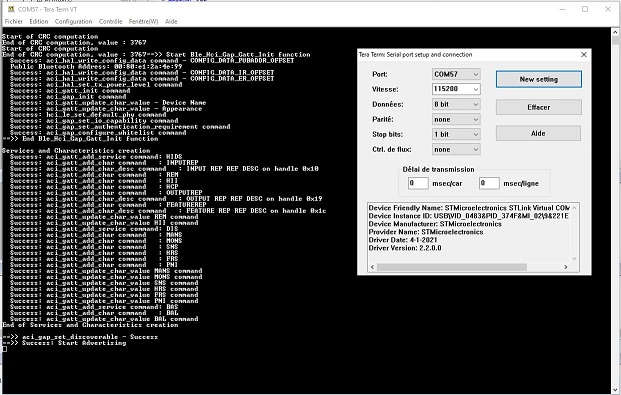 COM57 - Tera Term VT
Fichier Edition Configuration Contrôle Fenêtre(W) Aide
Start of CRC computation
End of CRC computation, value : 3767
Start of CRC computation
End of CRC computation, value : 3767==>> Start Ble_Hci_Gap_Gatt_Init function
Success: aci_hal_write_config_data command - CONFIG_DATA_PUBADDR_OFFSET
Public Bluetooth Address: 00:80:e1:2a:4e:99
Success: aci_hal_write_config_data command - CONFIG_DATA_IR_OFFSET
Success: aci_hal_write_config_data command - CONFIG_DATA_ER_OFFSET
Success: aci_hal_set_tx_power_level command
Success: aci_gatt_init command
Success: aci_gap_init command
Success: aci_gatt_update_char_value - Device Name
Success: aci_gatt_update_char_value - Appearance
Success: hci_le_set_default_phy command
Success: aci_gap_set_io_capability command
Success: aci_gap_set_authentication_requirement command
Success: aci_gap_configure_whitelist command
==>> End Ble_Hci_Gap_Gatt_Init function
Services and Characteristics creation
Success: aci_gatt_add_service command: HIDS
Success: aci_gatt_add_char command : INPUTREP
Success: aci_gatt_add_char_desc command : INPUT REP REF DESC on handle 0x10
Success: aci_gatt_add_char command : REM
Success: aci_gatt_add_char command : HII
Success: aci_gatt_add_char command : HCP
Success: aci_gatt_add_char command : OUTPUTREP
Success: aci_gatt_add_char_desc command : OUTPUT REP REF DESC on handle 0x19
Success: aci_gatt_add_char command : FEATUREREP
Success: aci_gatt_add_char_desc command : FEATURE REP REF DESC on handle 0x1c
Success: aci_gatt_update_char_value REM command
Success: aci_gatt_update_char_value HII command
Success: aci_gatt_add_service command: DIS
Success: aci_gatt_add_char command : MANS
Success: aci_gatt_add_char command : MONS
Success: aci_gatt_add_char command : SNS
Success: aci_gatt_add_char command : HRS
Success: aci_gatt_add_char command : FRS
Success: aci_gatt_add_char command : PNI
Success: aci_gatt_update_char_value MANS command
Success: aci_gatt_update_char_value MONS command
Success: aci_gatt_update_char_value SNS command
Success: aci_gatt_update_char_value HRS command
Success: aci_gatt_update_char_value FRS command
Success: aci_gatt_update_char_value PNI command
Success: aci_gatt_add_service command: BAS
Success: aci_gatt_add_char command : BAL
Success: aci_gatt_update_char_value BAL command
End of Services and Characteristics creation
==>> aci_gap_set_discoverable - Success
==>> Success: Start Advertising
Tera Term: Serial port setup and connection
Port: COM57 New setting
Vitesse: 115200
Données: 8 bit Effacer
Parité: none
Stop bits: 1 bit Aide
Ctrl. de flux: none
Délai de transmission
0 msec/car 0 msec/ligne
Device Friendly Name: STMicroelectronics STLink Virtual COM
Device Instance ID: USB\VID_0483&PID_374F&MI_02\9&221E
Device Manufacturer: STMicroelectronics
Provider Name: STMicroelectronics
Driver Date: 4-1-2021
Driver Version: 2.2.0.0